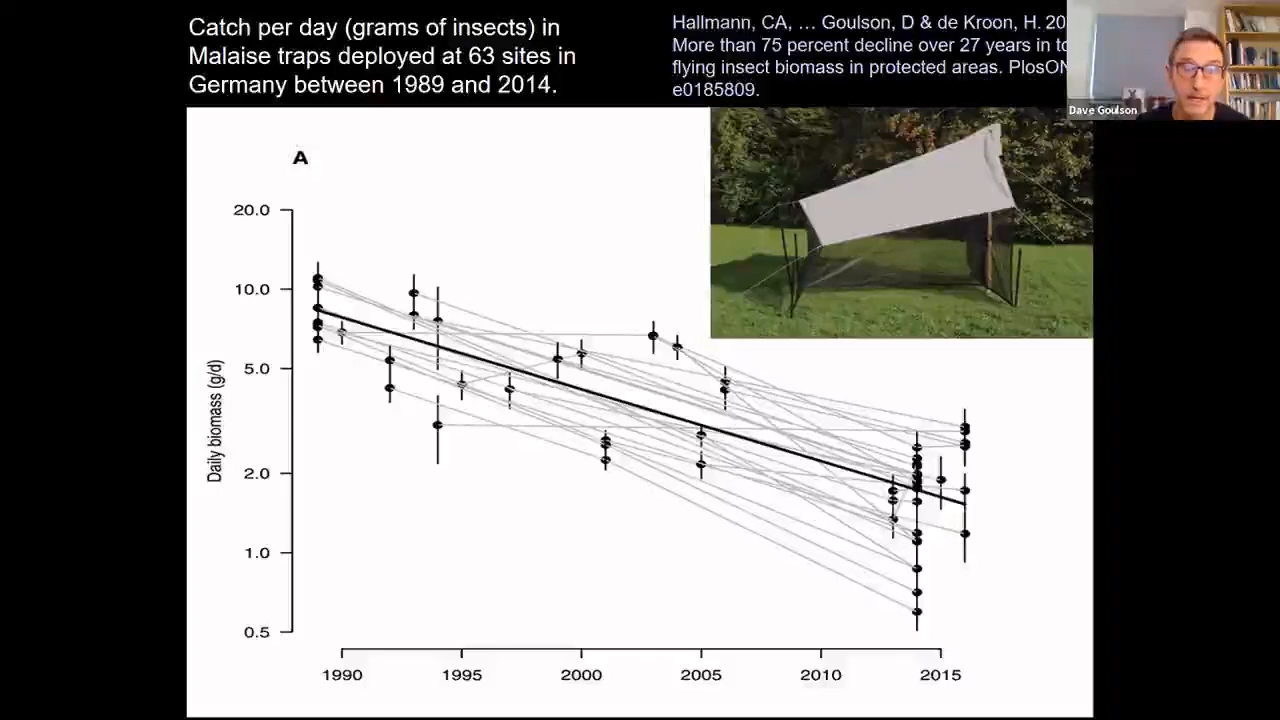 Catch per day (grams of insects) in
Malaise traps deployed at 63 sites in
Germany between 1989 and 2014.
Hallmann, CA, … Goulson, D & de Kroon, H.
More than 75 percent decline over 27 years in
flying insect biomass in protected areas.
e0185809.
Dave Goulson
A
20.0
10.0
5.0
2.0
1.0
0.5
Daily biomass (g/d)
1990
1995
2000
2005
2010
2015